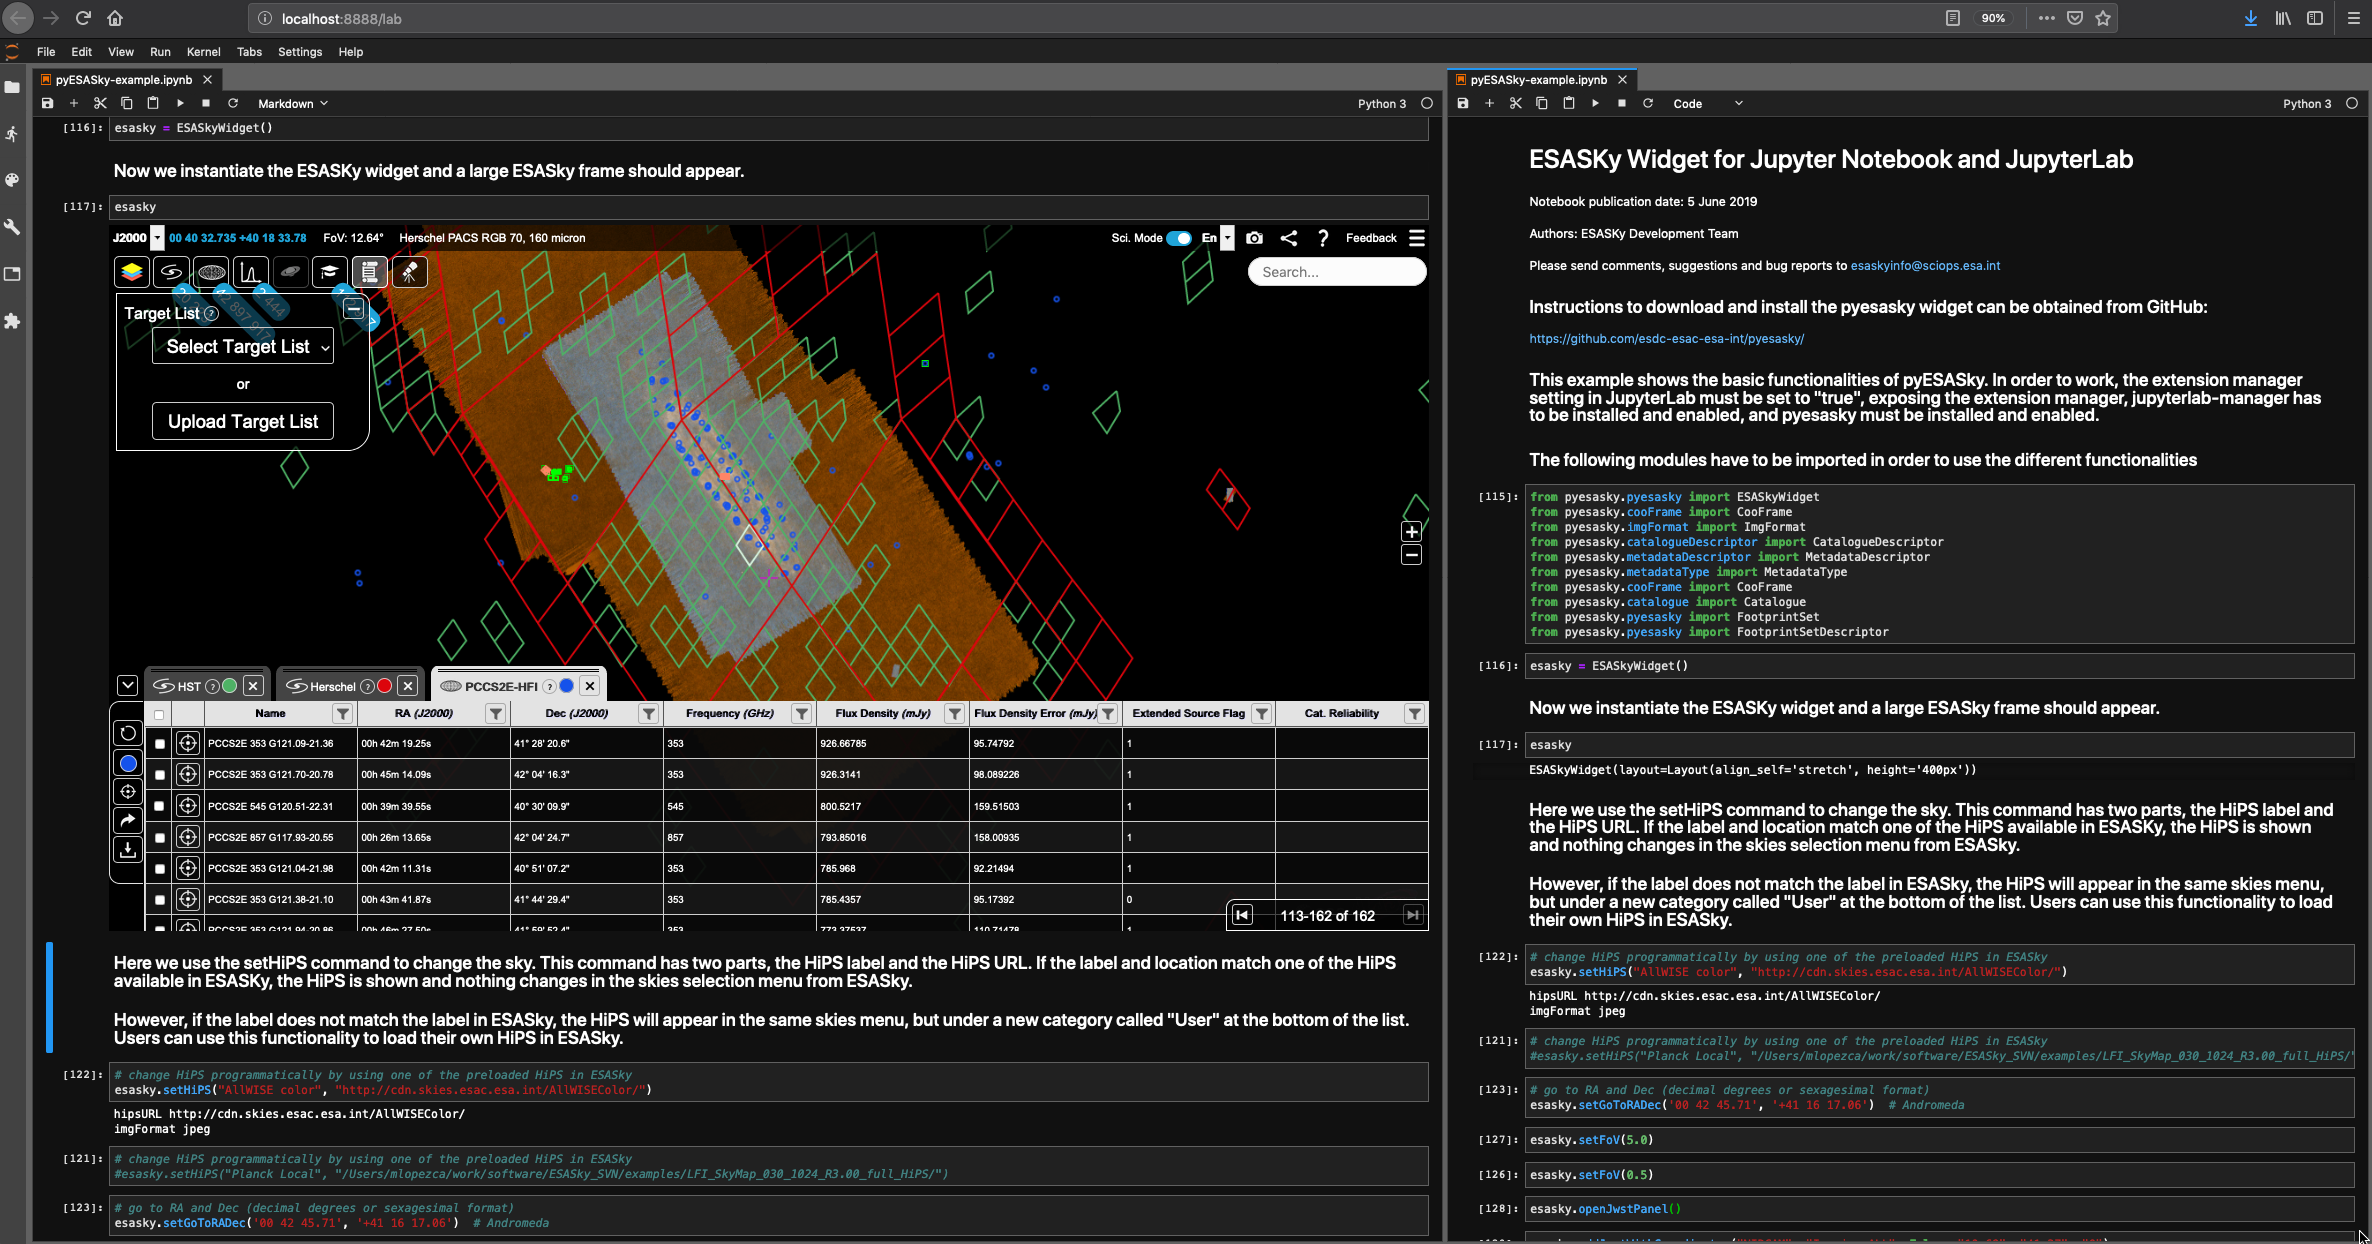 localhost:8888/lab
90%
File Edit View Run Kernel Tabs Settings Help
pyESASky-example.ipynb
Markdown
Python 3
[116]: esasky = ESASkyWidget()
Now we instantiate the ESASKy widget and a large ESASky frame should appear.
[117]: esasky
J2000 00 40 32.735 +40 18 33.78 FoV: 12.64° Herschel PACS RGB 70, 160 micron Sci. Mode En ? Feedback
Search...
Target List ?
Select Target List
or
Upload Target List
+
−
HST ? Herschel ? PCCS2E-HFI ?
Name RA (J2000) Dec (J2000) Frequency (GHz) Flux Density (mJy) Flux Density Error (mJy) Extended Source Flag Cat. Reliability
PCCS2E 353 G121.09-21.36 00h 42m 19.25s 41° 28' 20.6" 353 926.66785 95.74792 1
PCCS2E 353 G121.70-20.78 00h 45m 14.09s 42° 04' 16.3" 353 926.3141 98.089226 1
PCCS2E 545 G120.51-22.31 00h 39m 39.55s 40° 30' 09.9" 545 800.5217 159.51503 1
PCCS2E 857 G117.93-20.55 00h 26m 13.65s 42° 04' 24.7" 857 793.85016 158.00935 1
PCCS2E 353 G121.04-21.98 00h 42m 11.31s 40° 51' 07.2" 353 785.968 92.21494 1
PCCS2E 353 G121.38-21.10 00h 43m 41.87s 41° 44' 29.4" 353 785.4357 95.17392 0
PCCS2E 353 G121.94-20.86 00h 46m 27.50s 41° 59' 52.4" 353 773.37537 110.71478 1
113-162 of 162
Here we use the setHiPS command to change the sky. This command has two parts, the HiPS label and the HiPS URL. If the label and location match one of the HiPS
available in ESASKy, the HiPS is shown and nothing changes in the skies selection menu from ESASky.
However, if the label does not match the label in ESASky, the HiPS will appear in the same skies menu, but under a new category called "User" at the bottom of the list.
Users can use this functionality to load their own HiPS in ESASky.
[122]: # change HiPS programmatically by using one of the preloaded HiPS in ESASky
esasky.setHiPS("AllWISE color", "http://cdn.skies.esac.esa.int/AllWISEColor/")
hipsURL http://cdn.skies.esac.esa.int/AllWISEColor/
imgFormat jpeg
[121]: # change HiPS programmatically by using one of the preloaded HiPS in ESASky
#esasky.setHiPS("Planck Local", "/Users/mlopezca/work/software/ESASky_SVN/examples/LFI_SkyMap_030_1024_R3.00_full_HiPS/")
[123]: # go to RA and Dec (decimal degrees or sexagesimal format)
esasky.setGoToRADec('00 42 45.71', '+41 16 17.06') # Andromeda
pyESASky-example.ipynb
Code
Python 3
ESASKy Widget for Jupyter Notebook and JupyterLab
Notebook publication date: 5 June 2019
Authors: ESASKy Development Team
Please send comments, suggestions and bug reports to esaskyinfo@sciops.esa.int
Instructions to download and install the pyesasky widget can be obtained from GitHub:
https://github.com/esdc-esac-esa-int/pyesasky/
This example shows the basic functionalities of pyESASky. In order to work, the extension manager
setting in JupyterLab must be set to "true", exposing the extension manager, jupyterlab-manager has
to be installed and enabled, and pyesasky must be installed and enabled.
The following modules have to be imported in order to use the different functionalities
[115]: from pyesasky.pyesasky import ESASkyWidget
from pyesasky.cooFrame import CooFrame
from pyesasky.imgFormat import ImgFormat
from pyesasky.catalogueDescriptor import CatalogueDescriptor
from pyesasky.metadataDescriptor import MetadataDescriptor
from pyesasky.metadataType import MetadataType
from pyesasky.cooFrame import CooFrame
from pyesasky.catalogue import Catalogue
from pyesasky.pyesasky import FootprintSet
from pyesasky.pyesasky import FootprintSetDescriptor
[116]: esasky = ESASkyWidget()
Now we instantiate the ESASKy widget and a large ESASky frame should appear.
[117]: esasky
ESASkyWidget(layout=Layout(align_self='stretch', height='400px'))
Here we use the setHiPS command to change the sky. This command has two parts, the HiPS label and
the HiPS URL. If the label and location match one of the HiPS available in ESASKy, the HiPS is shown
and nothing changes in the skies selection menu from ESASky.
However, if the label does not match the label in ESASky, the HiPS will appear in the same skies menu,
but under a new category called "User" at the bottom of the list. Users can use this functionality to load
their own HiPS in ESASky.
[122]: # change HiPS programmatically by using one of the preloaded HiPS in ESASky
esasky.setHiPS("AllWISE color", "http://cdn.skies.esac.esa.int/AllWISEColor/")
hipsURL http://cdn.skies.esac.esa.int/AllWISEColor/
imgFormat jpeg
[121]: # change HiPS programmatically by using one of the preloaded HiPS in ESASky
#esasky.setHiPS("Planck Local", "/Users/mlopezca/work/software/ESASky_SVN/examples/LFI_SkyMap_030_1024_R3.00_full_HiPS/"
[123]: # go to RA and Dec (decimal degrees or sexagesimal format)
esasky.setGoToRADec('00 42 45.71', '+41 16 17.06') # Andromeda
[127]: esasky.setFoV(5.0)
[126]: esasky.setFoV(0.5)
[128]: esasky.openJwstPanel()